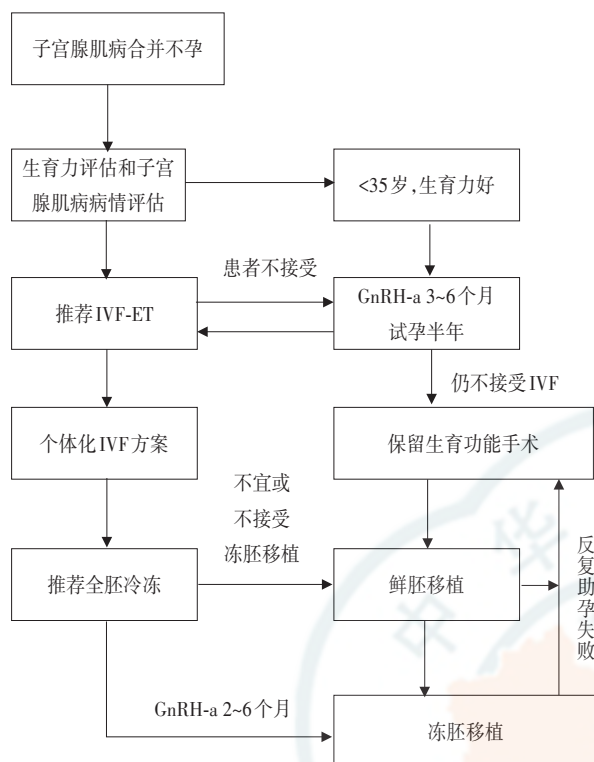 子宫腺肌病合并不孕
生育力评估和子宫
腺肌病病情评估
<35岁,生育力好
患者不接受
推荐IVF-ET
GnRH-a 3~6个月
试孕半年
仍不接受IVF
个体化IVF方案
保留生育功能手术
不宜或
不接受
冻胚移植
反复助孕失败
推荐全胚冷冻
鲜胚移植
GnRH-a 2~6个月
冻胚移植
中华